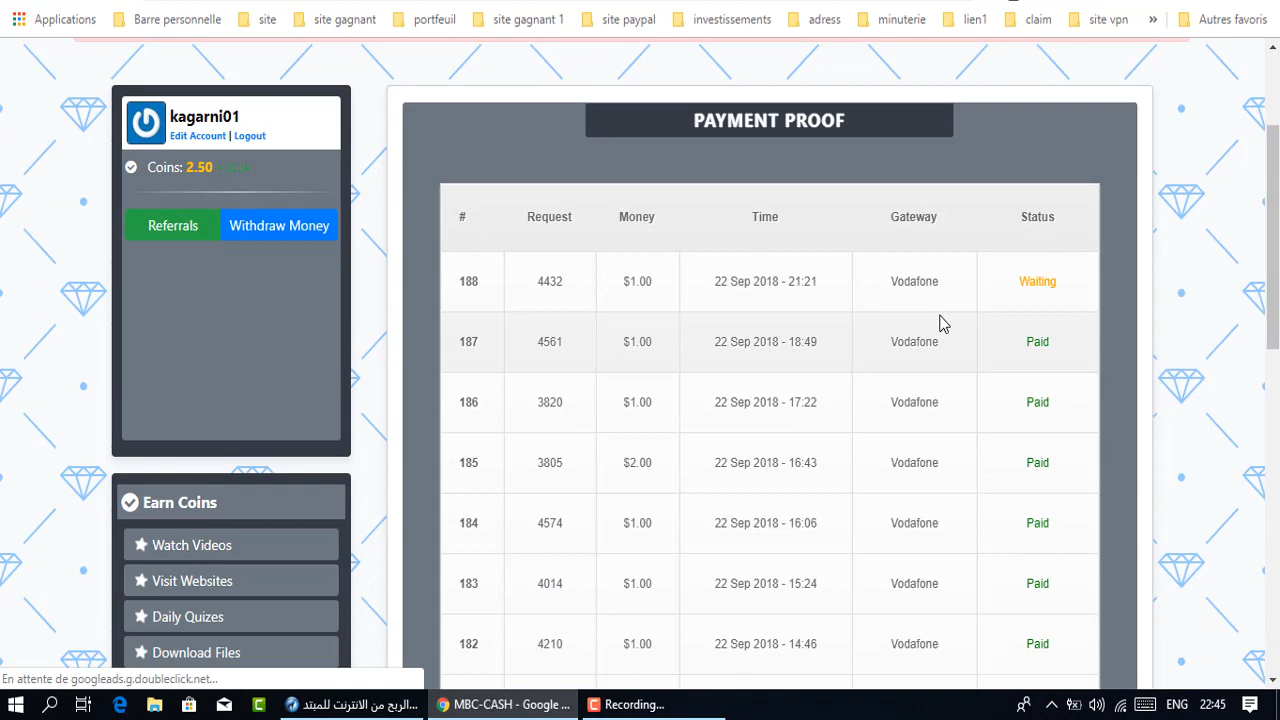 Applications Barre personnelle site site gagnant portfeuil site gagnant 1 site paypal investissements adress minuterie lien1 claim site vpn » Autres favoris
kagarni01
Edit Account | Logout
Coins: 2.50
Referrals Withdraw Money
Earn Coins
Watch Videos
Visit Websites
Daily Quizes
Download Files
PAYMENT PROOF
# Request Money Time Gateway Status
188 4432 $1.00 22 Sep 2018 - 21:21 Vodafone Waiting
187 4561 $1.00 22 Sep 2018 - 18:49 Vodafone Paid
186 3820 $1.00 22 Sep 2018 - 17:22 Vodafone Paid
185 3805 $2.00 22 Sep 2018 - 16:43 Vodafone Paid
184 4574 $1.00 22 Sep 2018 - 16:06 Vodafone Paid
183 4014 $1.00 22 Sep 2018 - 15:24 Vodafone Paid
182 4210 $1.00 22 Sep 2018 - 14:46 Vodafone Paid
En attente de googleads.g.doubleclick.net...
الربح من الانترنت للمبتد... MBC-CASH - Google ... Recording... ENG 22:45